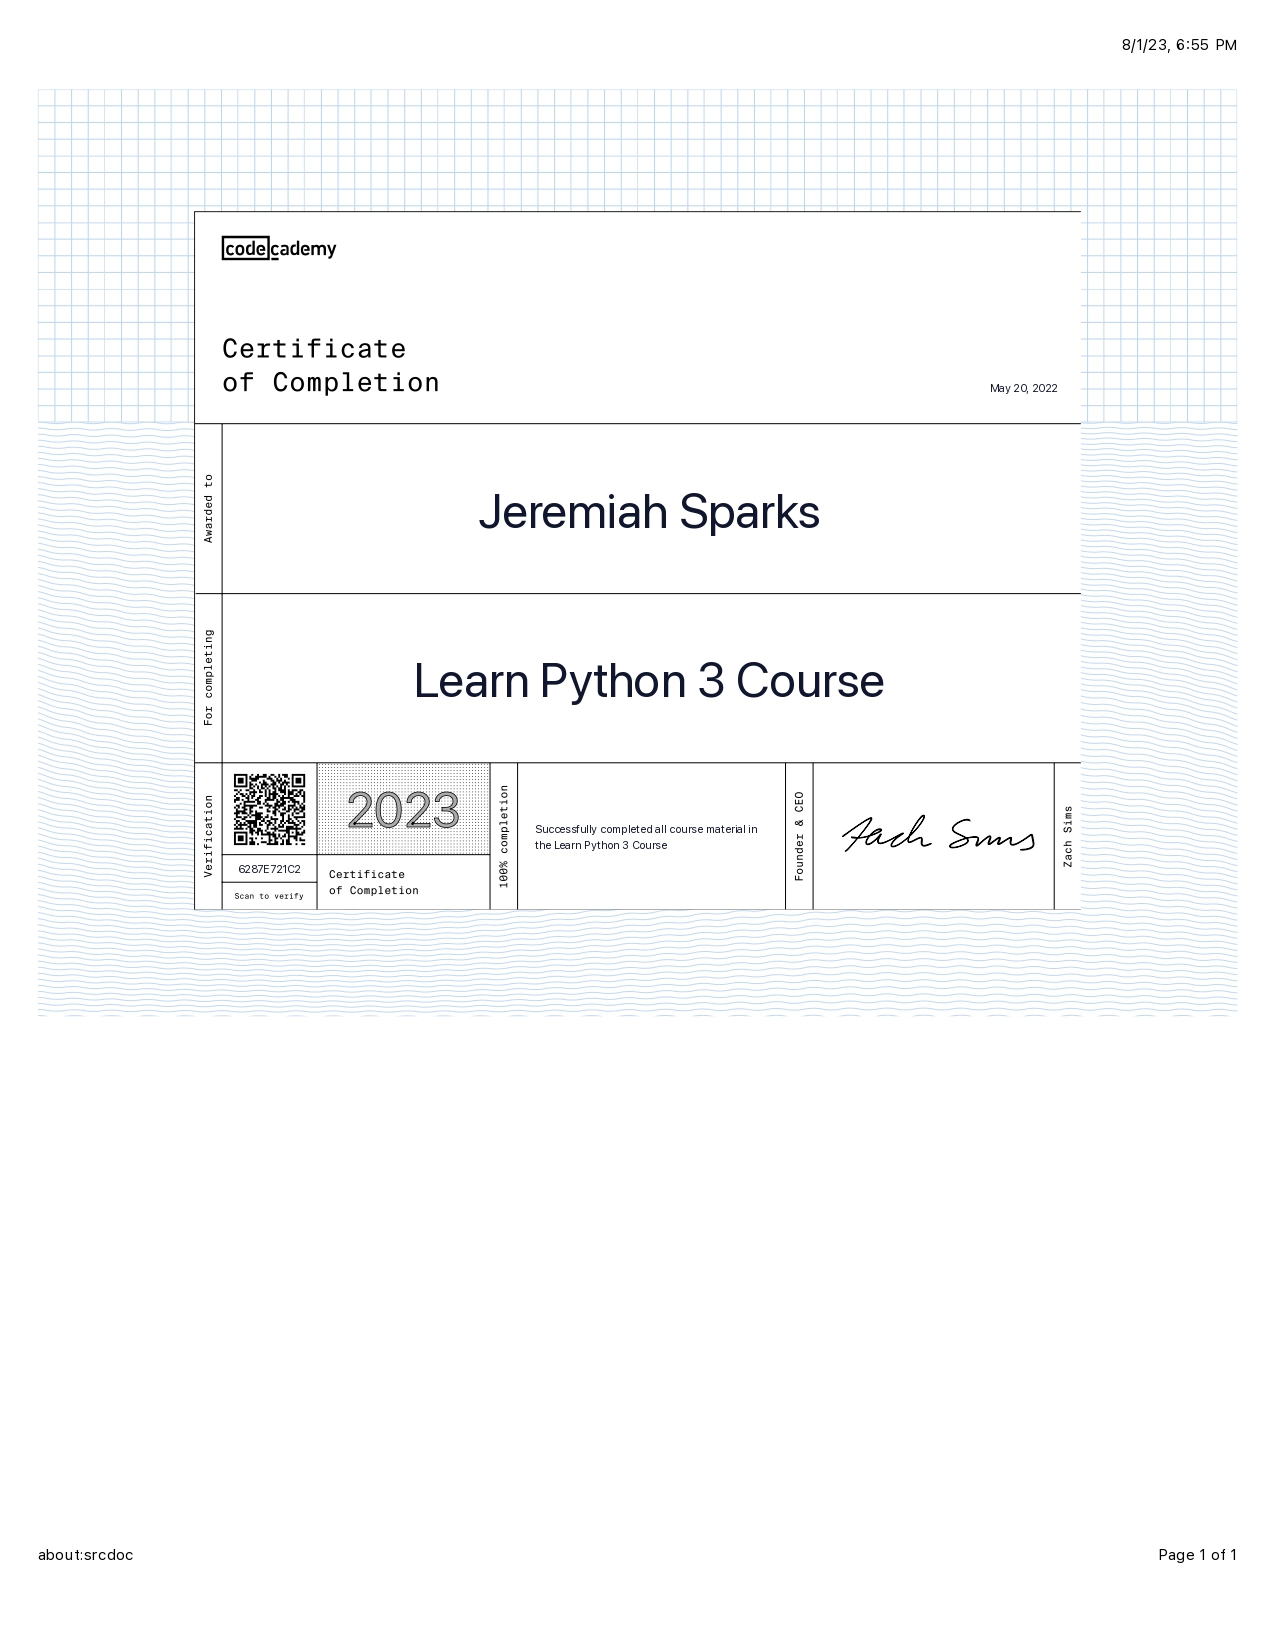 8/1/23, 6:55 PM
codecademy
Certificate
of Completion
May 20, 2022
Awarded to
Jeremiah Sparks
For completing
Learn Python 3 Course
Verification
6287E721C2
Scan to verify
2023
Certificate
of Completion
100% completion
Successfully completed all course material in
the Learn Python 3 Course
Founder & CEO
Zach Sims
Zach Sims
about:srcdoc
Page 1 of 1